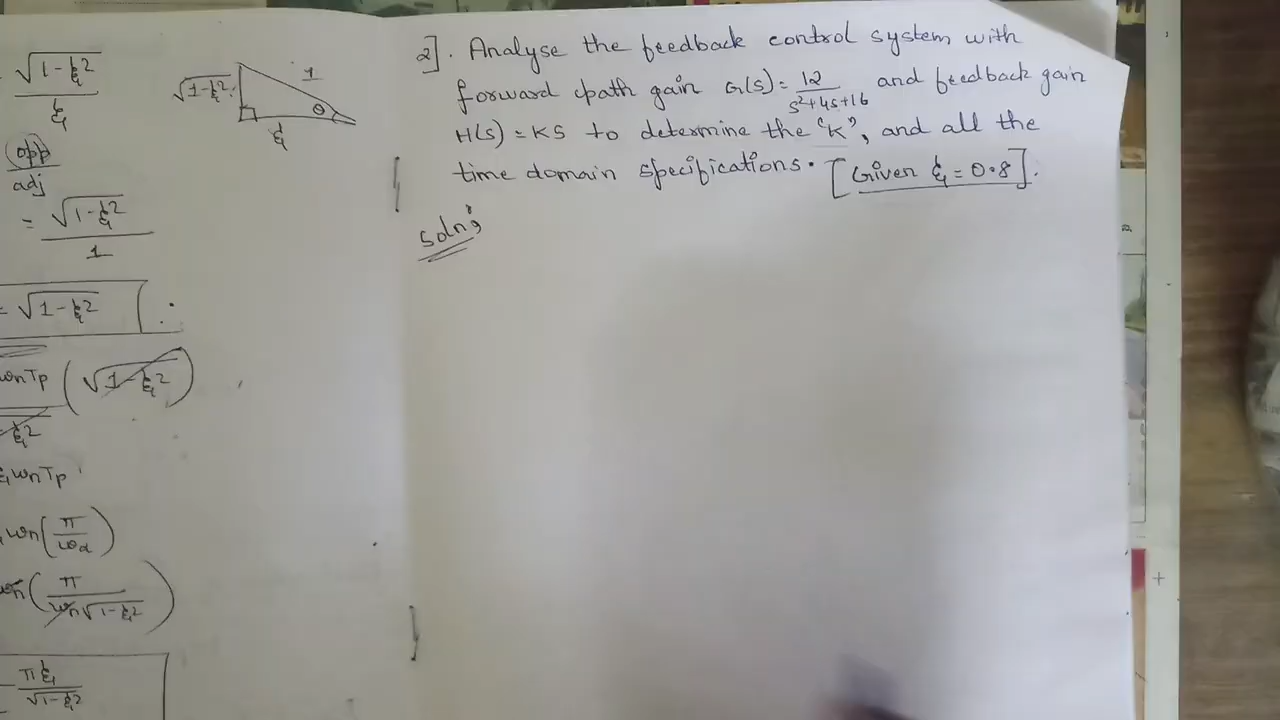 √1-ξ²
ξ
√1-ξ²
1
θ
ξ
opp
adj
= √1-ξ²
1
= √1-ξ²
ωnTp (√1-ξ²)
ξ²
ξωnTp
ωn(π/ωd)
(π/ωn√1-ξ²)
πξ
√1-ξ²
2]. Analyse the feedback control system with
forward path gain G(s) = 12/s²+4s+16 and feedback gain
H(s) = KS to determine the "K", and all the
time domain specifications. [Given ξ = 0.8].
Soln: